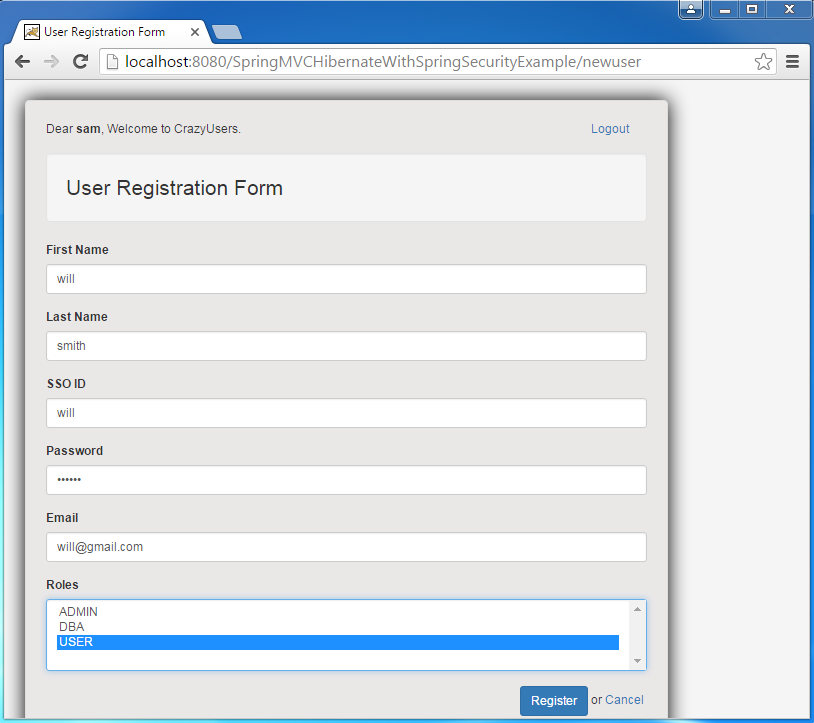 User Registration Form
localhost:8080/SpringMVCHibernateWithSpringSecurityExample/newuser
Dear sam, Welcome to CrazyUsers. Logout
User Registration Form
First Name
will
Last Name
smith
SSO ID
will
Password
••••••
Email
will@gmail.com
Roles
ADMIN
DBA
USER
Register or Cancel